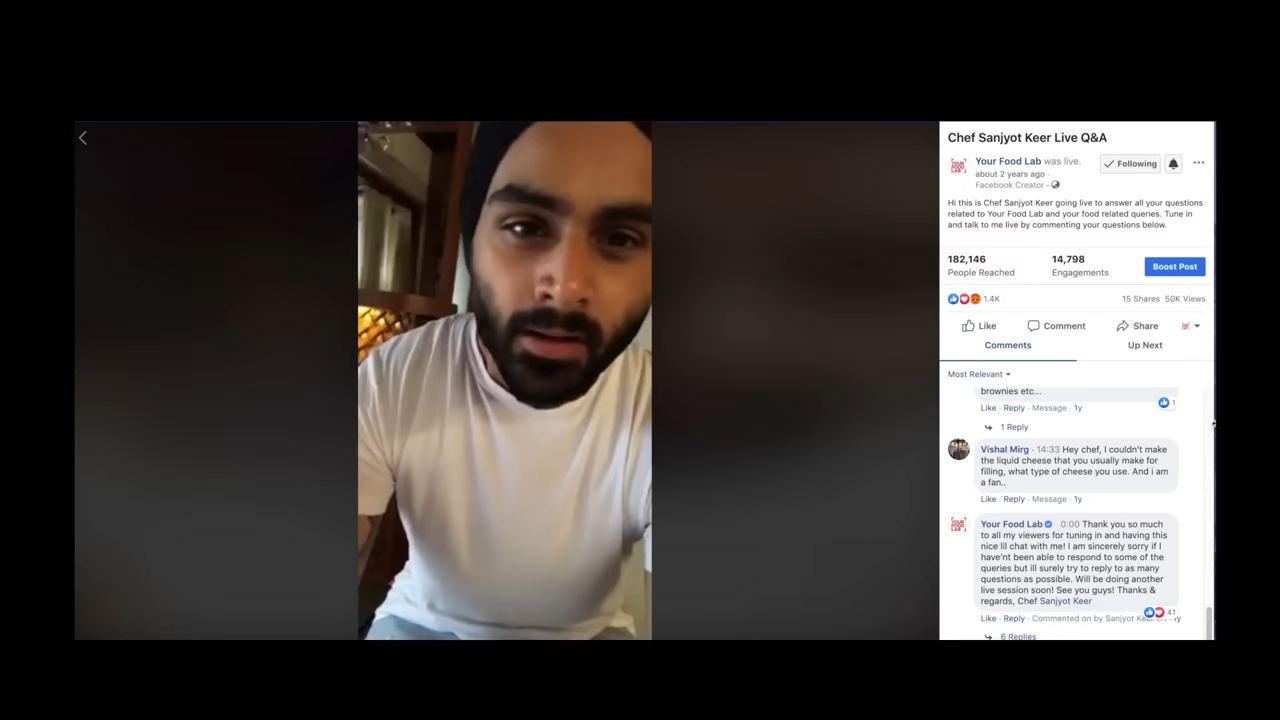 Chef Sanjyot Keer Live Q&A
YOUR FOOD LAB
Your Food Lab was live.
Following
about 2 years ago ·
Facebook Creator ·
Hi this is Chef Sanjyot Keer going live to answer all your questions
related to Your Food Lab and your food related queries. Tune in
and talk to me live by commenting your questions below.
182,146
People Reached
14,798
Engagements
Boost Post
1.4K
15 Shares 50K Views
Like
Comment
Share
Comments
Up Next
Most Relevant
brownies etc...
1
Like · Reply · Message · 1y
1 Reply
Vishal Mirg · 14:33 Hey chef, I couldn't make
the liquid cheese that you usually make for
filling, what type of cheese you use. And i am
a fan..
Like · Reply · Message · 1y
YOUR FOOD LAB
Your Food Lab 0:00 Thank you so much
to all my viewers for tuning in and having this
nice lil chat with me! I am sincerely sorry if I
have'nt been able to respond to some of the
queries but ill surely try to reply to as many
questions as possible. Will be doing another
live session soon! See you guys! Thanks &
regards, Chef Sanjyot Keer
41
Like · Reply · Commented on by Sanjyot
6 Replies